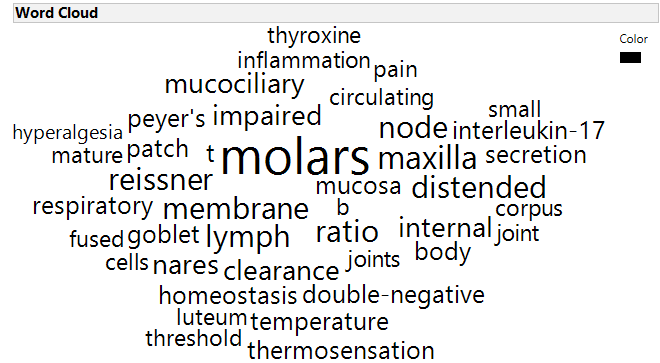 Word Cloud
Color
thyroxine
inflammation
pain
mucociliary
circulating
small
peyer's
impaired
node
interleukin-17
hyperalgesia
mature
patch
t
molars
maxilla
secretion
reissner
mucosa
distended
respiratory
membrane
b
corpus
fused
goblet
lymph
ratio
internal
joint
body
cells
nares
clearance
joints
homeostasis
double-negative
luteum
temperature
threshold
thermosensation